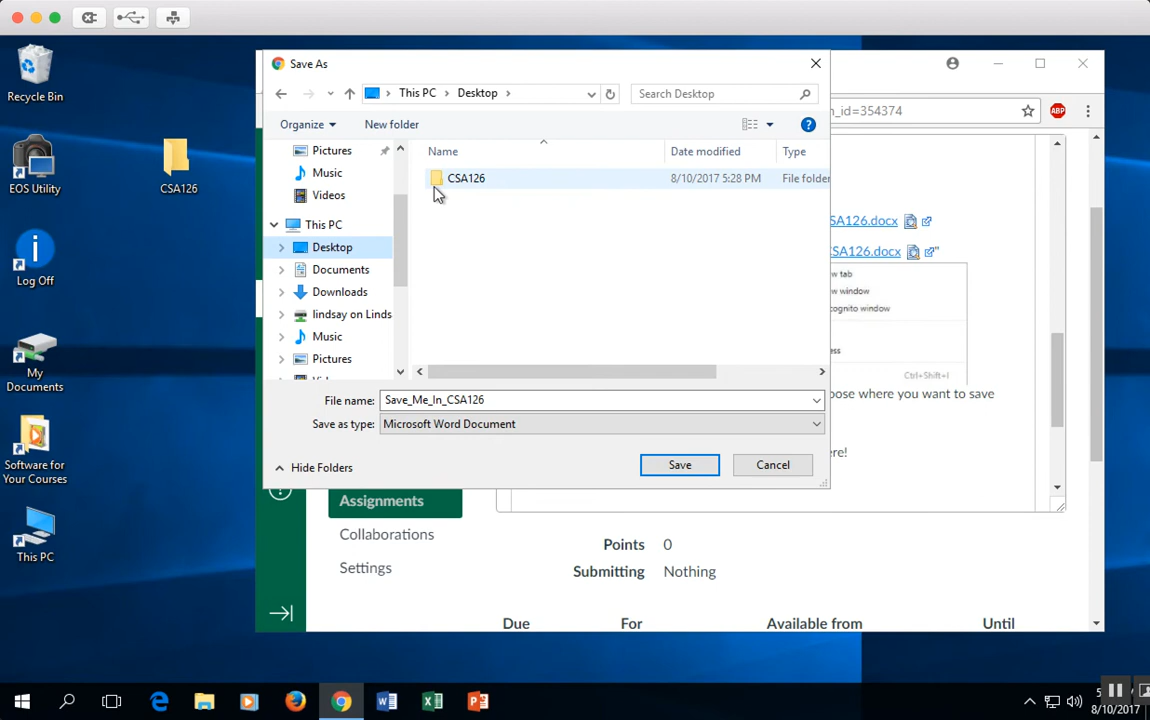 Recycle Bin
EOS Utility
CSA126
Log Off
My
Documents
Software for
Your Courses
This PC
Save As
This PC
Desktop
Search Desktop
Organize
New folder
Name
Date modified
Type
Pictures
Music
Videos
This PC
Desktop
Documents
Downloads
lindsay on Linds
Music
Pictures
CSA126
8/10/2017 5:28 PM
File folder
File name:
Save_Me_In_CSA126
Save as type:
Microsoft Word Document
Hide Folders
Save
Cancel
n_id=354374
ABP
CSA126.docx
CSA126.docx
"
w tab
w window
cognito window
ess
Ctrl+Shift+I
ose where you want to save
re!
Assignments
Collaborations
Settings
Points
0
Submitting
Nothing
Due
For
Available from
Until
8/10/2017